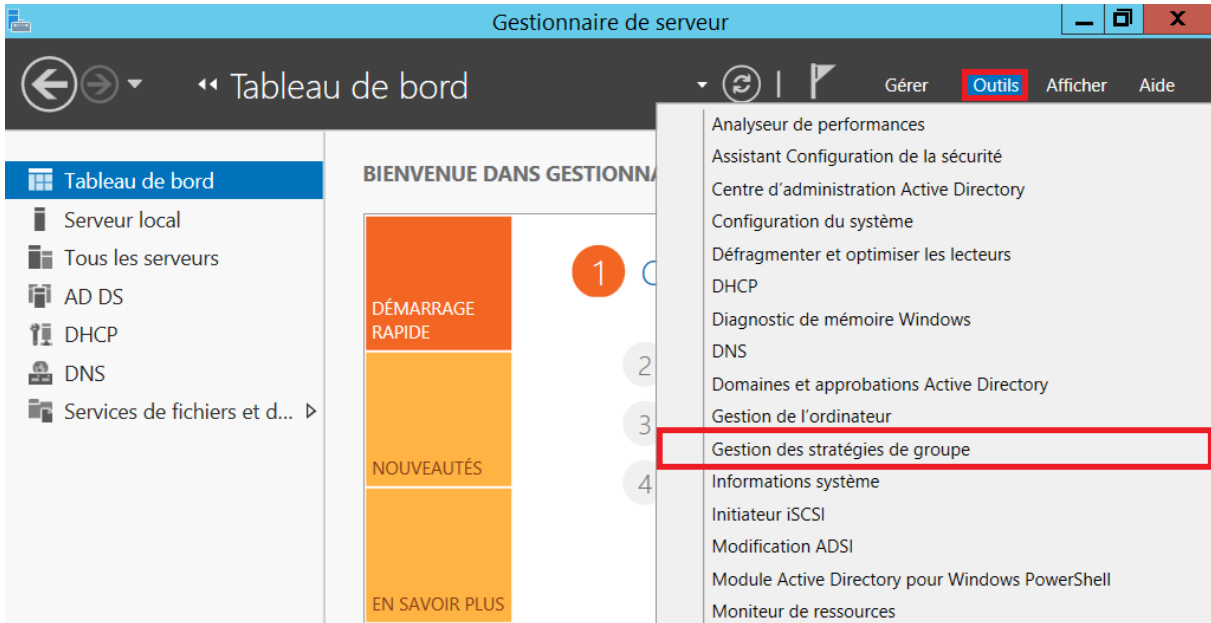 Gestionnaire de serveur
Tableau de bord
Gérer Outils Afficher Aide
Tableau de bord
Serveur local
Tous les serveurs
AD DS
DHCP
DNS
Services de fichiers et d...
BIENVENUE DANS GESTIONNA
DÉMARRAGE
RAPIDE
NOUVEAUTÉS
EN SAVOIR PLUS
1 C
2
3
4
Analyseur de performances
Assistant Configuration de la sécurité
Centre d'administration Active Directory
Configuration du système
Défragmenter et optimiser les lecteurs
DHCP
Diagnostic de mémoire Windows
DNS
Domaines et approbations Active Directory
Gestion de l'ordinateur
Gestion des stratégies de groupe
Informations système
Initiateur iSCSI
Modification ADSI
Module Active Directory pour Windows PowerShell
Moniteur de ressources